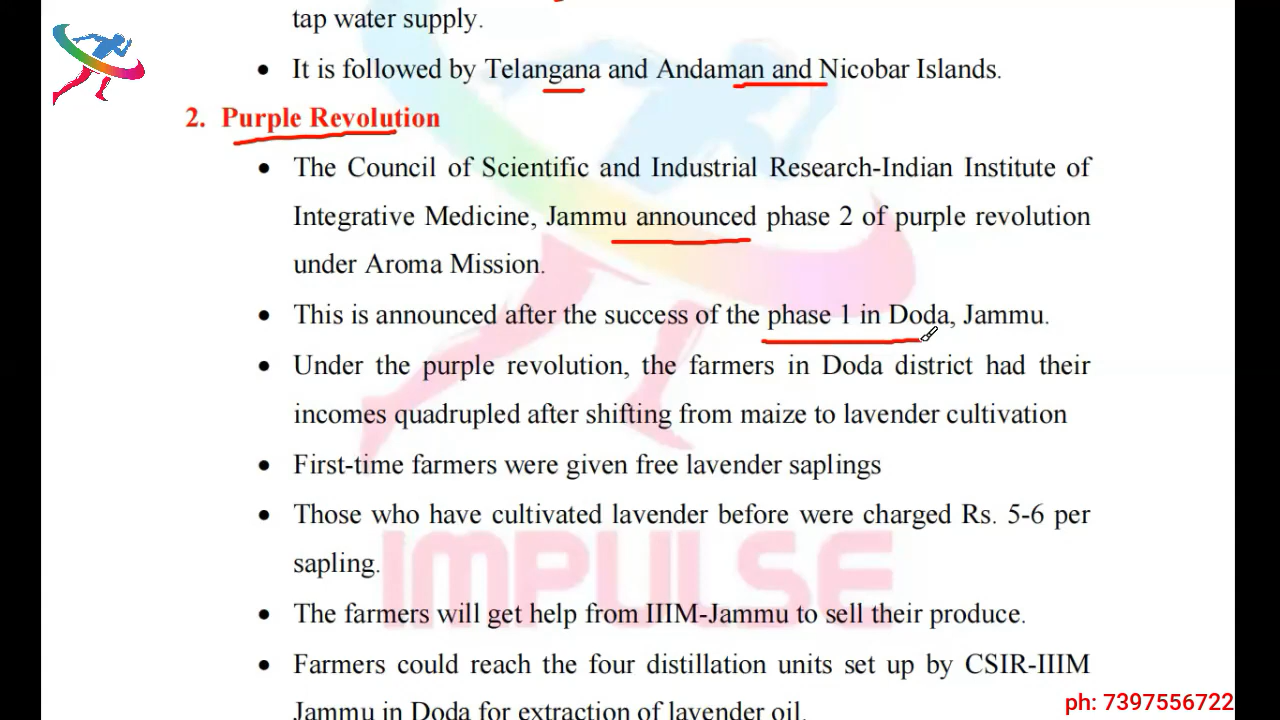 tap water supply.
• It is followed by Telangana and Andaman and Nicobar Islands.
2. Purple Revolution
• The Council of Scientific and Industrial Research-Indian Institute of
Integrative Medicine, Jammu announced phase 2 of purple revolution
under Aroma Mission.
• This is announced after the success of the phase 1 in Doda, Jammu.
• Under the purple revolution, the farmers in Doda district had their
incomes quadrupled after shifting from maize to lavender cultivation
• First-time farmers were given free lavender saplings
• Those who have cultivated lavender before were charged Rs. 5-6 per
sapling.
• The farmers will get help from IIIM-Jammu to sell their produce.
• Farmers could reach the four distillation units set up by CSIR-IIIM
Jammu in Doda for extraction of lavender oil.
IMPULSE
ph: 7397556722